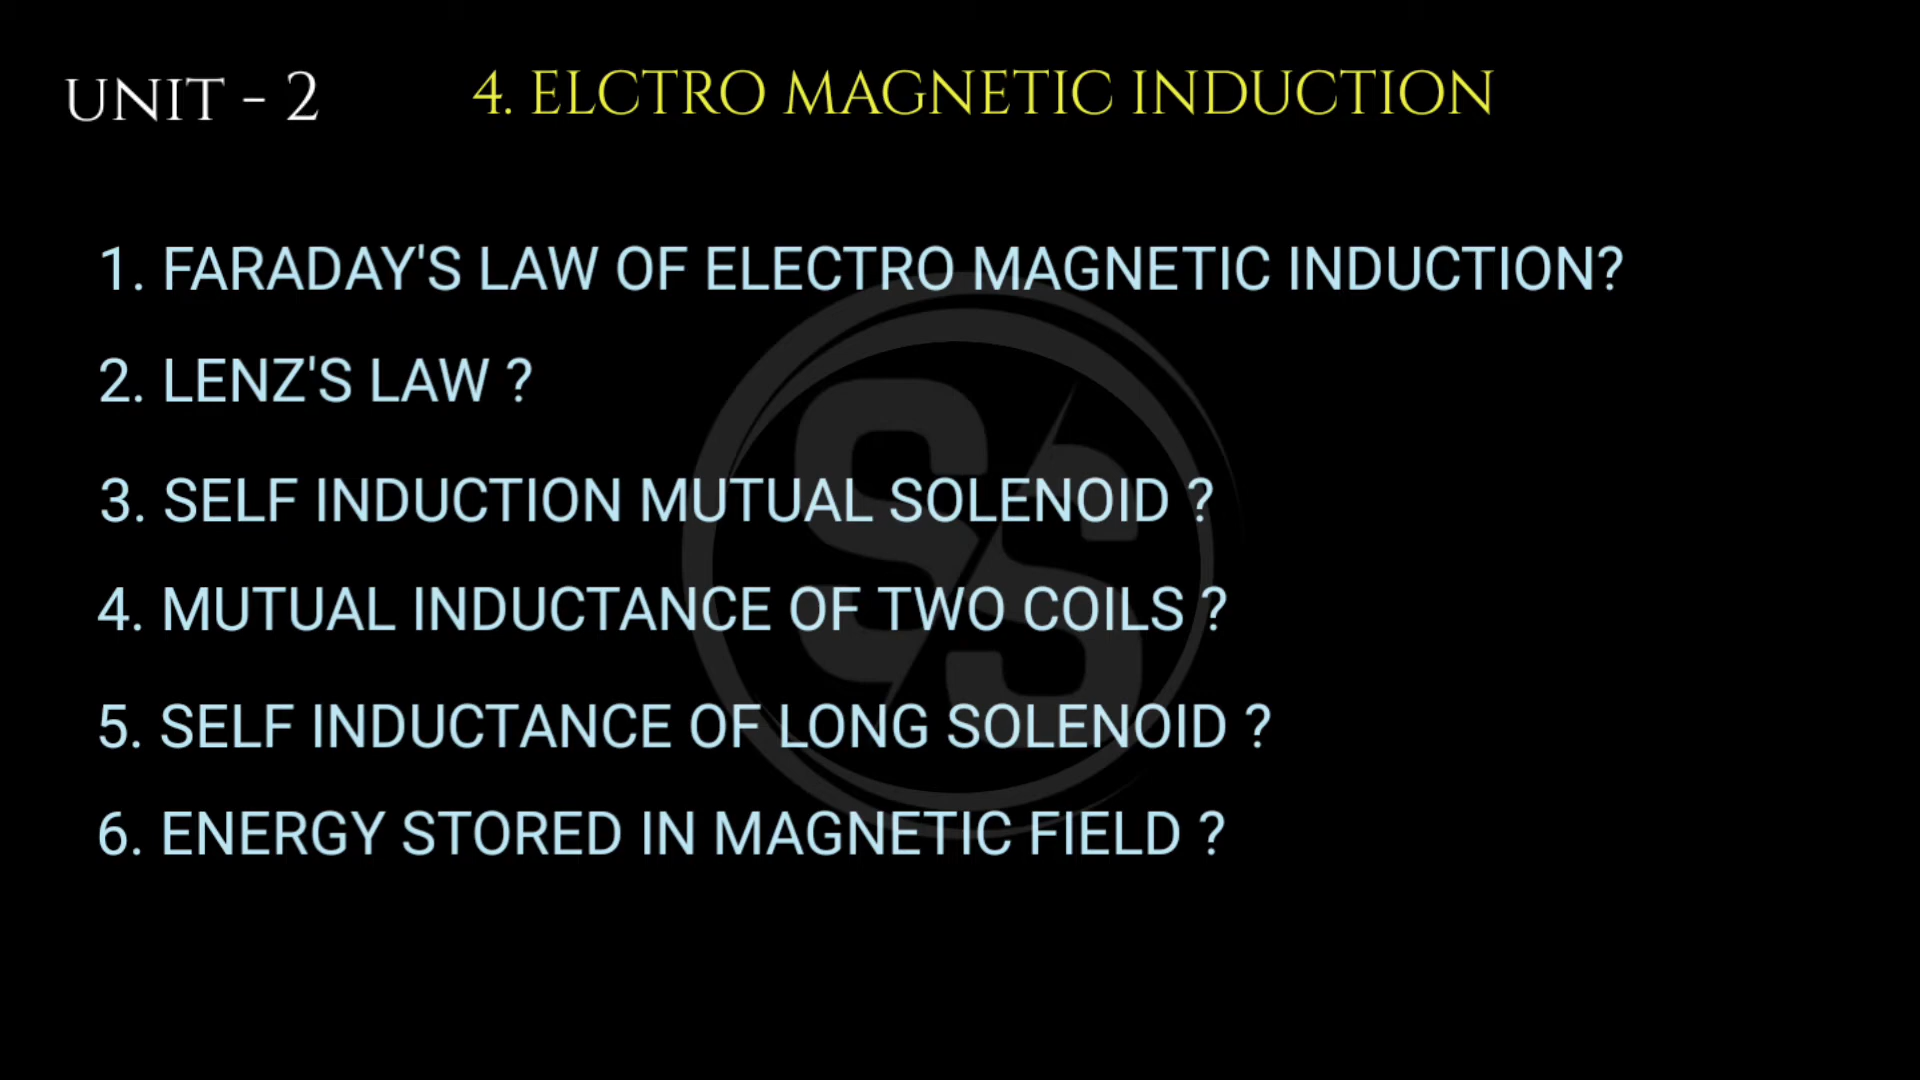 UNIT - 2
4. ELCTRO MAGNETIC INDUCTION
1. FARADAY'S LAW OF ELECTRO MAGNETIC INDUCTION?
2. LENZ'S LAW ?
3. SELF INDUCTION MUTUAL SOLENOID ?
4. MUTUAL INDUCTANCE OF TWO COILS ?
5. SELF INDUCTANCE OF LONG SOLENOID ?
6. ENERGY STORED IN MAGNETIC FIELD ?
SS